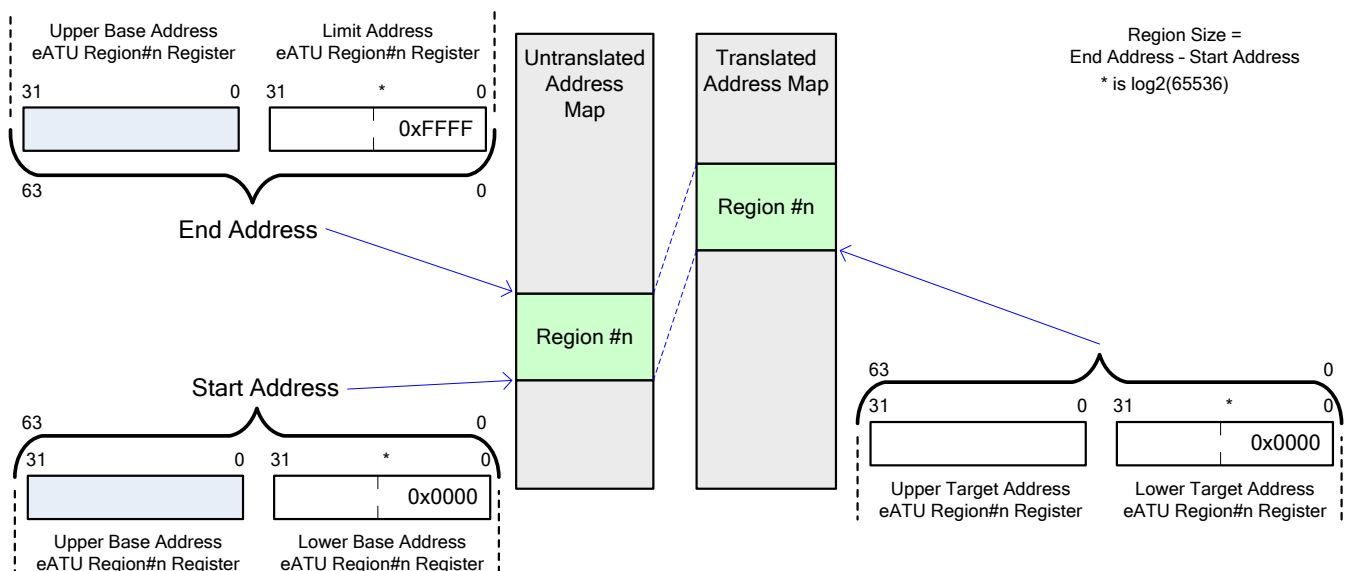 Upper Base Address
eATU Region#n Register
Limit Address
eATU Region#n Register
31 0 31 * 0
0xFFFF
63 0
End Address
Untranslated
Address
Map
Region #n
Translated
Address Map
Region #n
Region Size =
End Address - Start Address
* is log2(65536)
Start Address
63 0
31 0 31 * 0
0x0000
Upper Base Address
eATU Region#n Register
Lower Base Address
eATU Region#n Register
63 0
31 0 31 * 0
0x0000
Upper Target Address
eATU Region#n Register
Lower Target Address
eATU Region#n Register